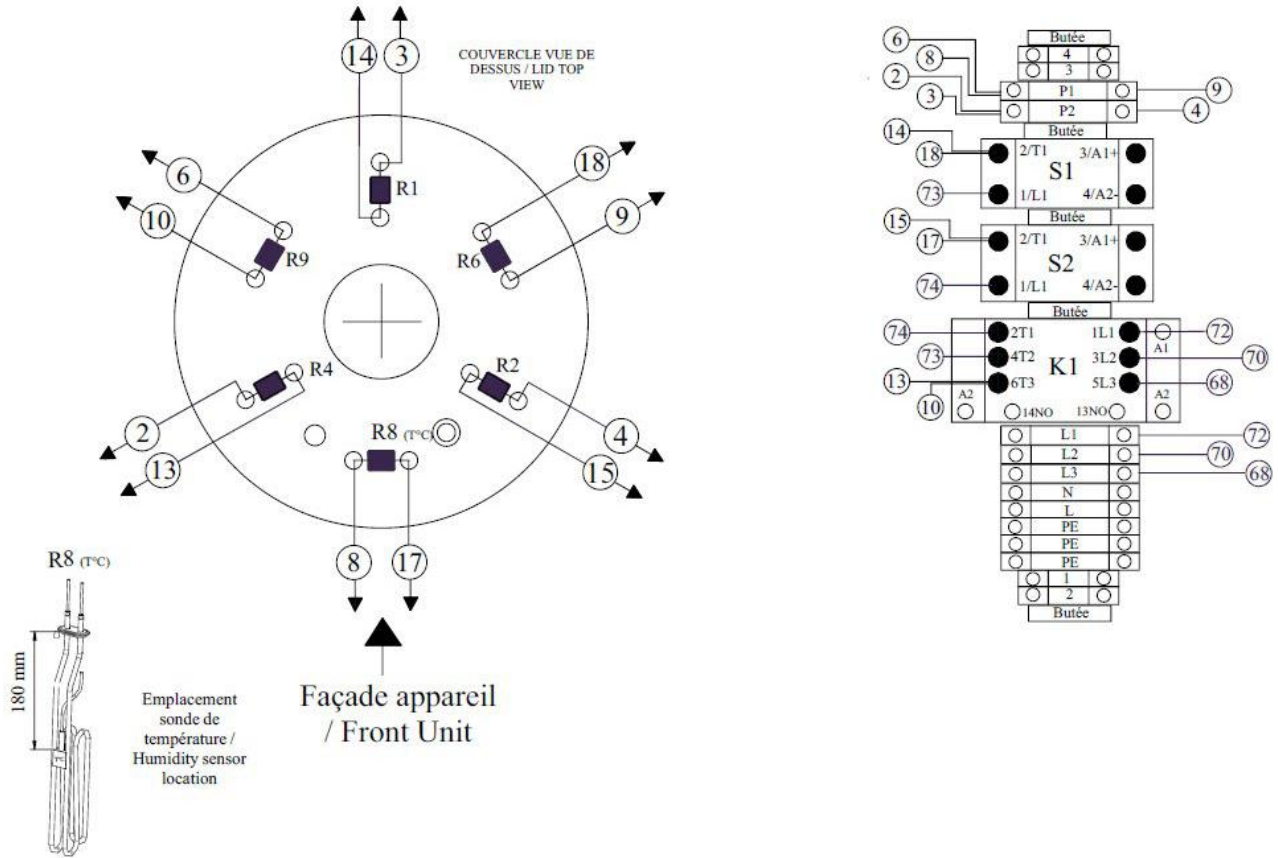 14
3
COUVERCLE VUE DE
DESSUS / LID TOP
VIEW
6
10
R1
18
9
R9
R6
R4
R2
2
13
R8 (T°C)
4
15
8
17
Façade appareil
/ Front Unit
R8 (T°C)
180 mm
T°C
Emplacement
sonde de
température /
Humidity sensor
location
Butée
4
3
6
8
2
3
P1
P2
9
4
Butée
14
18
73
2/T1 3/A1+
S1
1/L1 4/A2-
Butée
15
17
74
2/T1 3/A1+
S2
1/L1 4/A2-
Butée
74
73
13
10
2T1 1L1
4T2 K1 3L2
6T3 5L3
A1
A2 A2
14NO 13NO
72
70
68
L1
L2
L3
N
L
PE
PE
PE
72
70
68
1
2
Butée